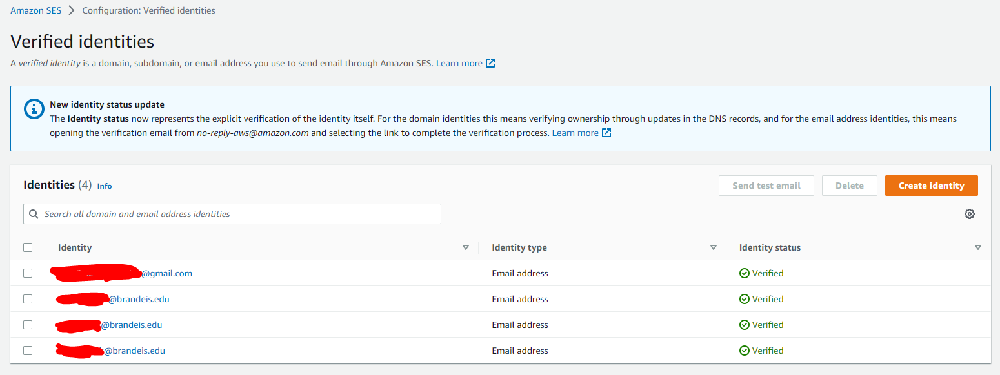 Amazon SES > Configuration: Verified identities
Verified identities
A verified identity is a domain, subdomain, or email address you use to send email through Amazon SES. Learn more
New identity status update
The Identity status now represents the explicit verification of the identity itself. For the domain identities this means verifying ownership through updates in the DNS records, and for the email address identities, this means
opening the verification email from no-reply-aws@amazon.com and selecting the link to complete the verification process. Learn more
Identities (4) Info Send test email Delete Create identity
Search all domain and email address identities
Identity Identity type Identity status
@gmail.com Email address Verified
@brandeis.edu Email address Verified
@brandeis.edu Email address Verified
@brandeis.edu Email address Verified